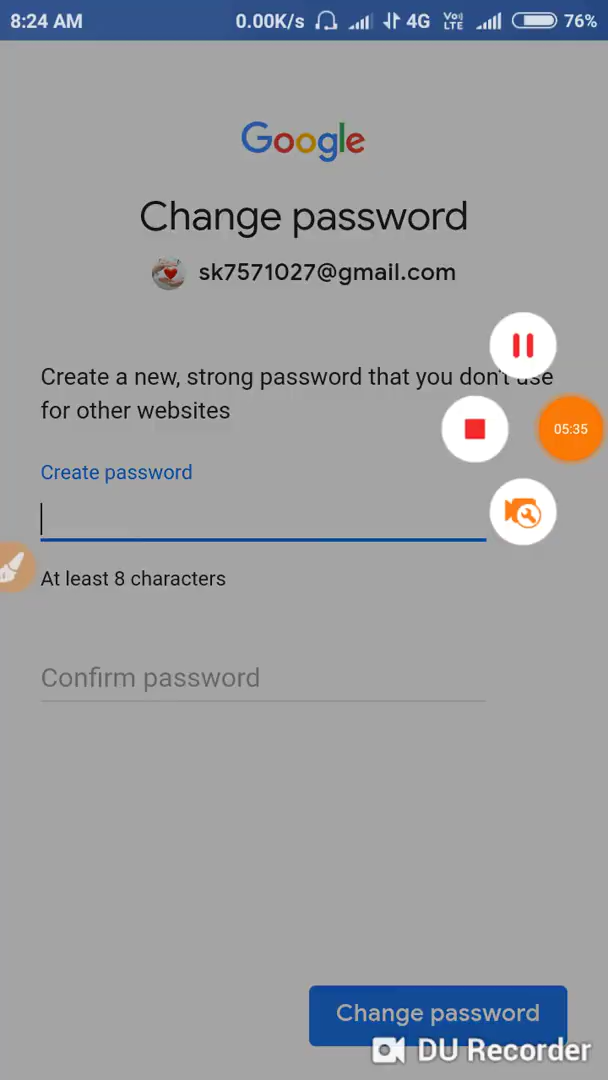 8:24 AM 0.00K/s 4G VoLTE 76%
Google
Change password
sk7571027@gmail.com
Create a new, strong password that you don't use
for other websites
05:35
Create password
At least 8 characters
Confirm password
Change password
DU Recorder